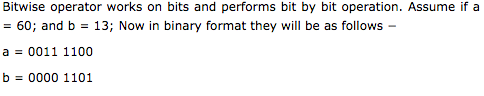 Bitwise operator works on bits and performs bit by bit operation. Assume if a
= 60; and b = 13; Now in binary format they will be as follows −
a = 0011 1100
b = 0000 1101